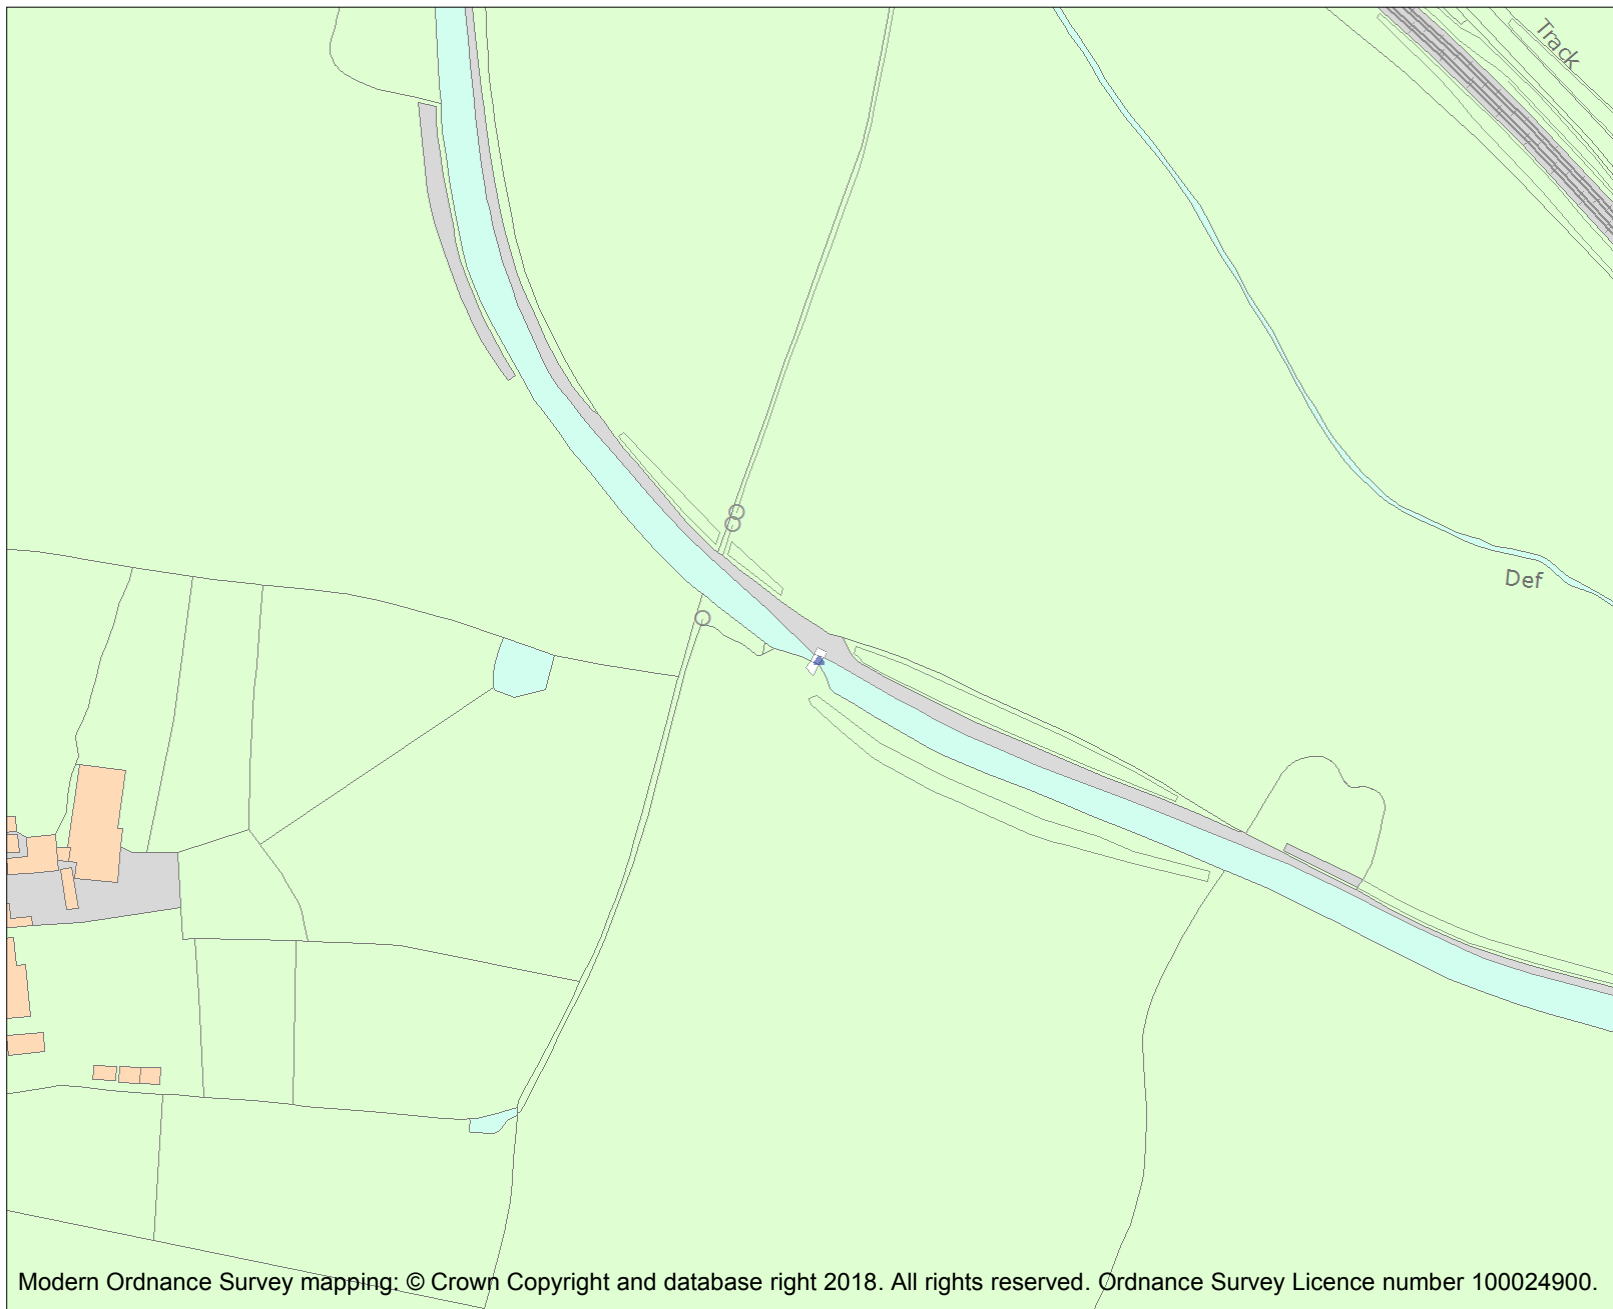 Track
Def
Modern Ordnance Survey mapping: © Crown Copyright and database right 2018. All rights reserved. Ordnance Survey Licence number 100024900.